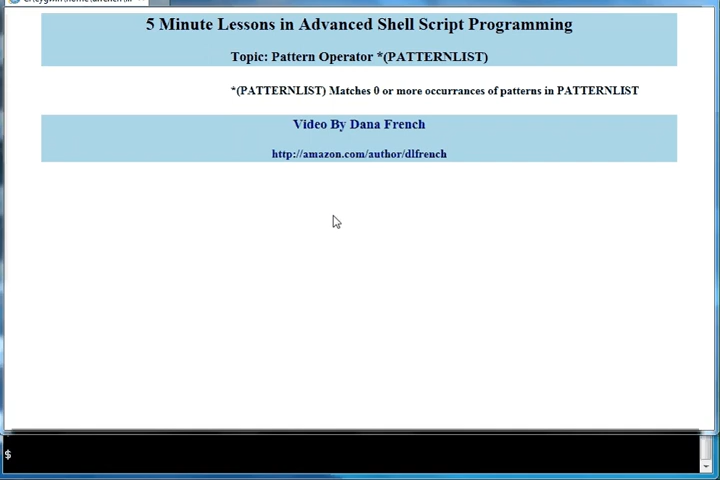 5 Minute Lessons in Advanced Shell Script Programming
Topic: Pattern Operator *(PATTERNLIST)
*(PATTERNLIST) Matches 0 or more occurrances of patterns in PATTERNLIST
Video By Dana French
http://amazon.com/author/dlfrench
$